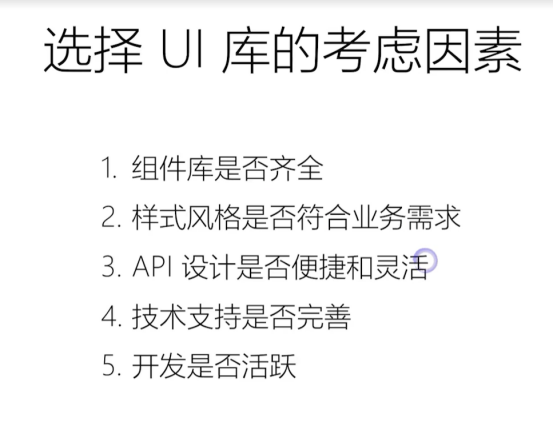 选择 UI 库的考虑因素
1. 组件库是否齐全
2. 样式风格是否符合业务需求
3. API 设计是否便捷和灵活
4. 技术支持是否完善
5. 开发是否活跃